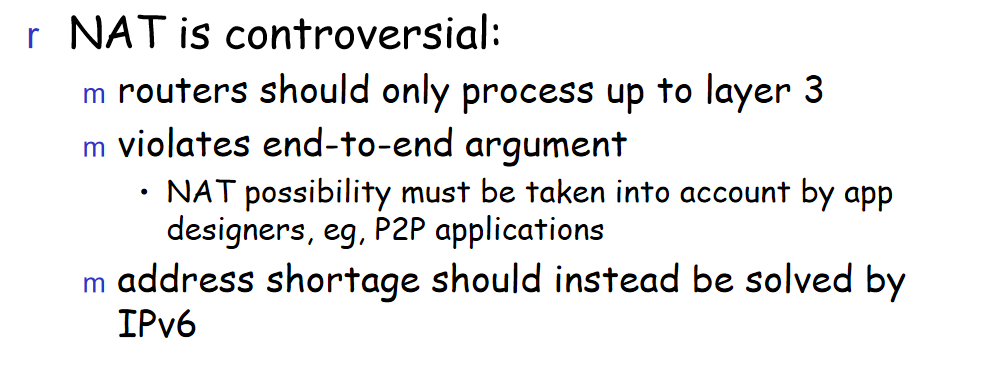 r NAT is controversial:
m routers should only process up to layer 3
m violates end-to-end argument
• NAT possibility must be taken into account by app
designers, eg, P2P applications
m address shortage should instead be solved by
IPv6